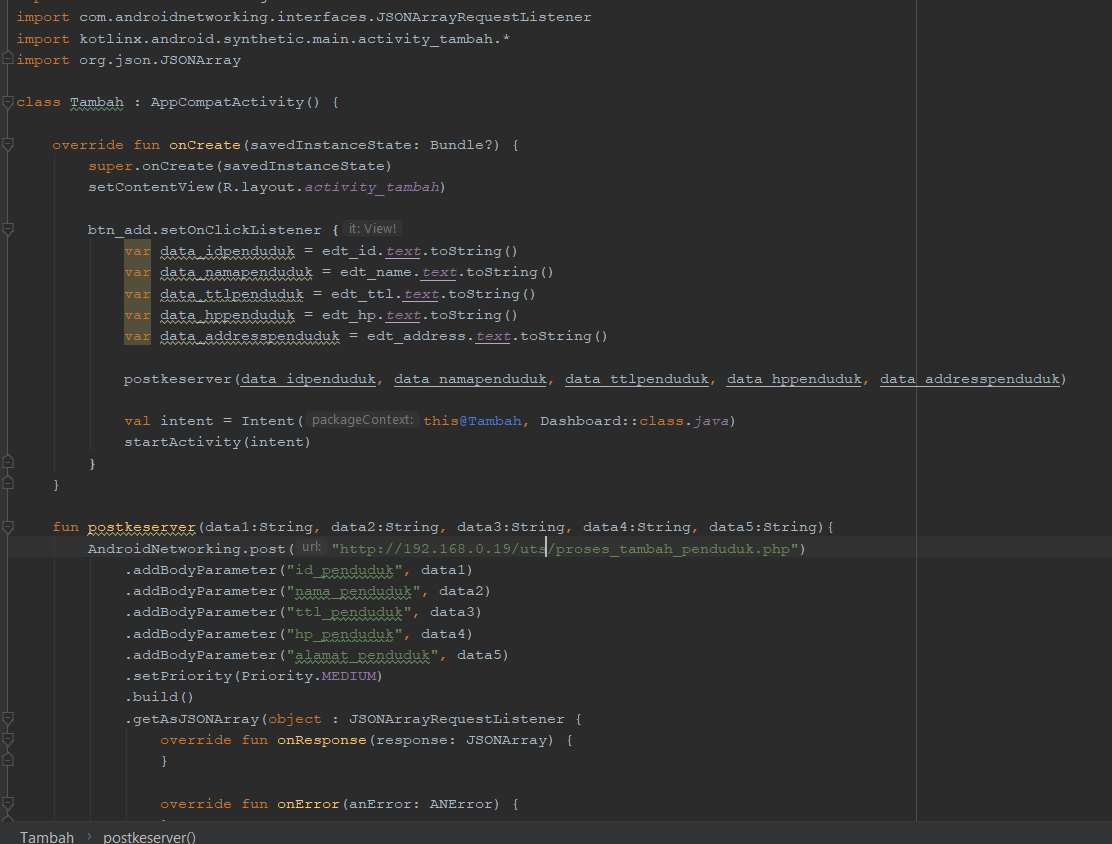 import com.androidnetworking.interfaces.JSONArrayRequestListener
import kotlinx.android.synthetic.main.activity_tambah.*
import org.json.JSONArray
class Tambah : AppCompatActivity() {
override fun onCreate(savedInstanceState: Bundle?) {
super.onCreate(savedInstanceState)
setContentView(R.layout.activity_tambah)
btn_add.setOnClickListener { it: View!
var data_idpenduduk = edt_id.text.toString()
var data_namapenduduk = edt_name.text.toString()
var data_ttlpenduduk = edt_ttl.text.toString()
var data_hppenduduk = edt_hp.text.toString()
var data_addresspenduduk = edt_address.text.toString()
postkeserver(data_idpenduduk, data_namapenduduk, data_ttlpenduduk, data_hppenduduk, data_addresspenduduk)
val intent = Intent( packageContext: this@Tambah, Dashboard::class.java)
startActivity(intent)
}
}
fun postkeserver(data1:String, data2:String, data3:String, data4:String, data5:String){
AndroidNetworking.post( url: "http://192.168.0.19/uts/proses_tambah_penduduk.php")
.addBodyParameter("id_penduduk", data1)
.addBodyParameter("nama_penduduk", data2)
.addBodyParameter("ttl_penduduk", data3)
.addBodyParameter("hp_penduduk", data4)
.addBodyParameter("alamat_penduduk", data5)
.setPriority(Priority.MEDIUM)
.build()
.getAsJSONArray(object : JSONArrayRequestListener {
override fun onResponse(response: JSONArray) {
}
override fun onError(anError: ANError) {
Tambah › postkeserver()